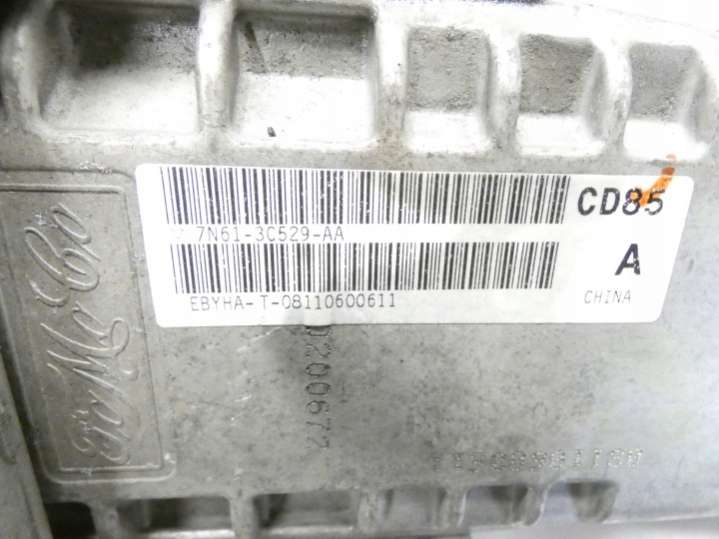 CD85
7N61-3C529-AA
A
EBYHA-T-08110600611
CHINA
FoMoCo